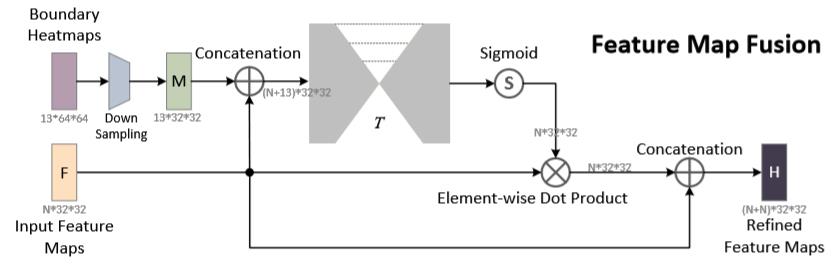 Boundary
Heatmaps
Feature Map Fusion
Concatenation
Sigmoid
M
S
(N+13)*32*32
13*64*64
Down
Sampling
13*32*32
T
N*32*32
Concatenation
F
N*32*32
H
Element-wise Dot Product
N*32*32
Input Feature
Maps
(N+N)*32*32
Refined
Feature Maps